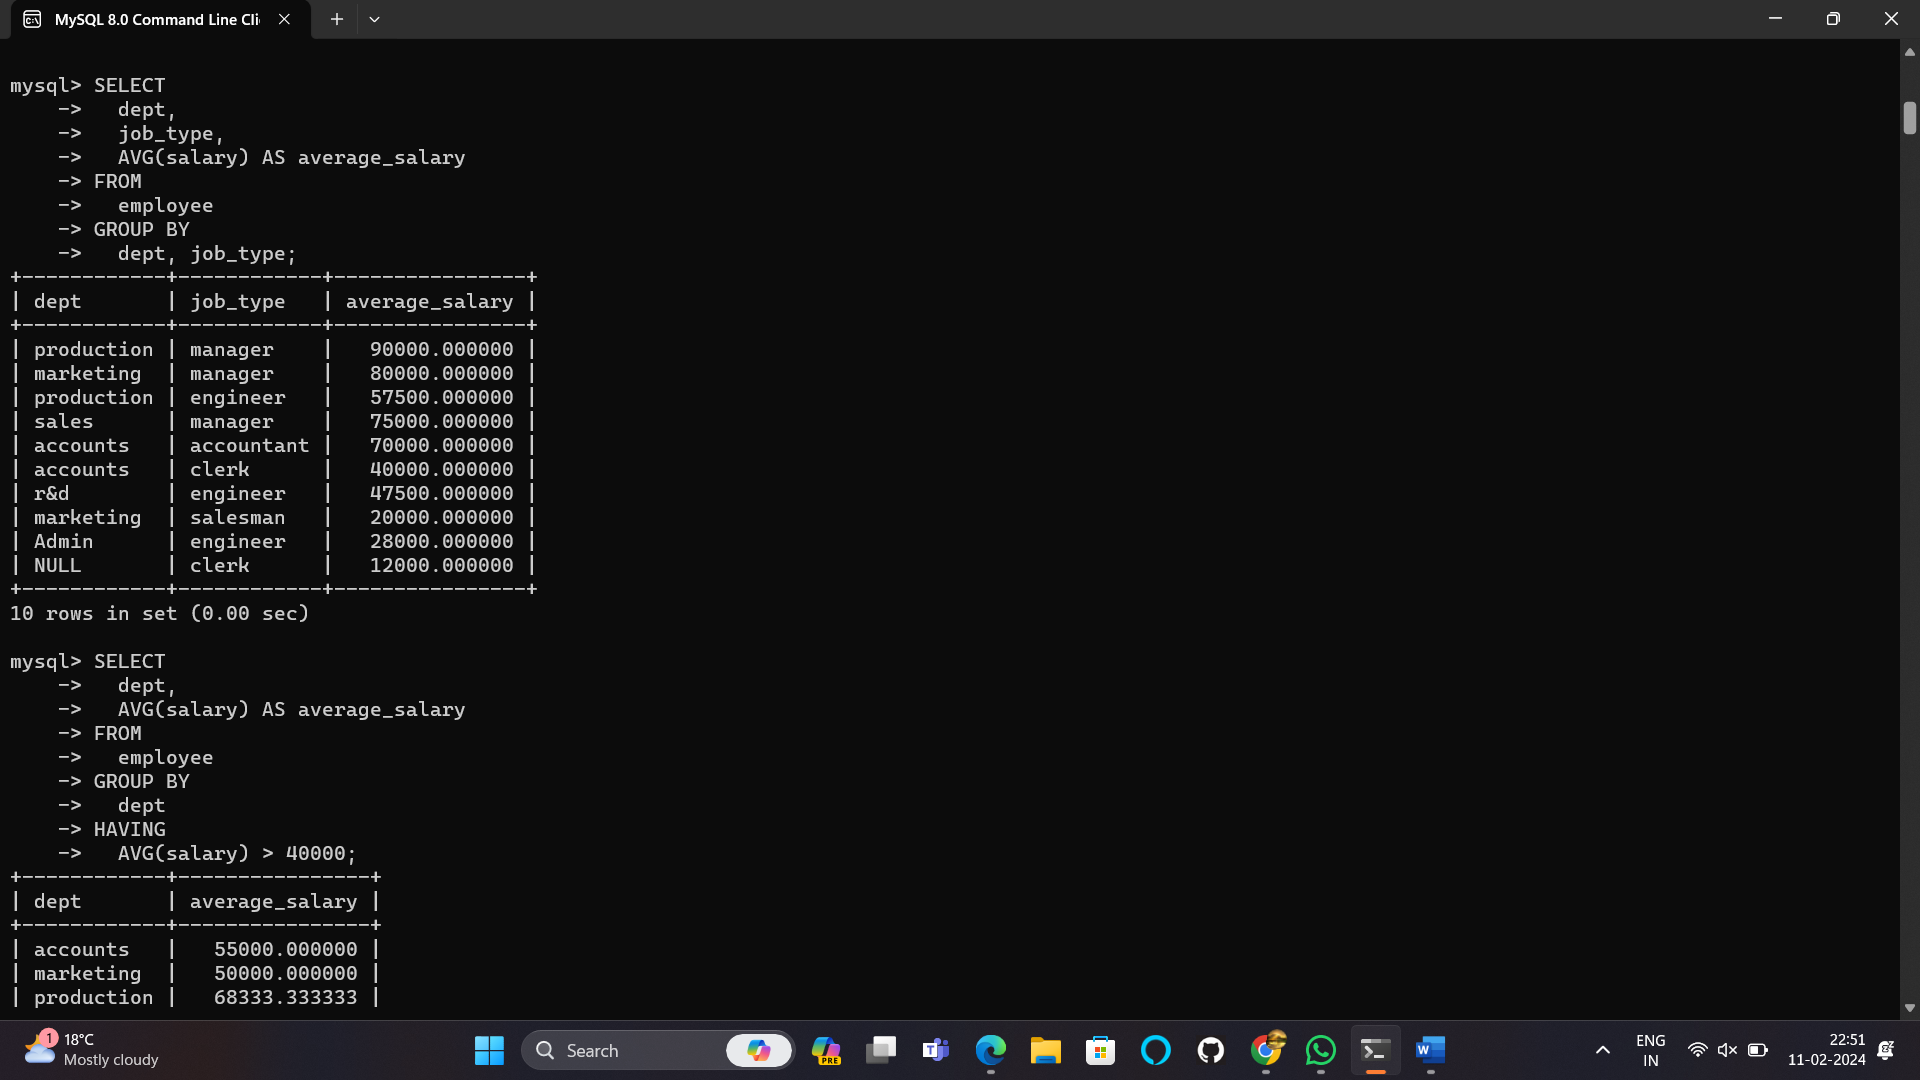 MySQL 8.0 Command Line Cli
mysql> SELECT
    ->   dept,
    ->   job_type,
    ->   AVG(salary) AS average_salary
    -> FROM
    ->   employee
    -> GROUP BY
    ->   dept, job_type;
+------------+------------+----------------+
| dept       | job_type   | average_salary |
+------------+------------+----------------+
| production | manager    |   90000.000000 |
| marketing  | manager    |   80000.000000 |
| production | engineer   |   57500.000000 |
| sales      | manager    |   75000.000000 |
| accounts   | accountant |   70000.000000 |
| accounts   | clerk      |   40000.000000 |
| r&d        | engineer   |   47500.000000 |
| marketing  | salesman   |   20000.000000 |
| Admin      | engineer   |   28000.000000 |
| NULL       | clerk      |   12000.000000 |
+------------+------------+----------------+
10 rows in set (0.00 sec)
mysql> SELECT
    ->   dept,
    ->   AVG(salary) AS average_salary
    -> FROM
    ->   employee
    -> GROUP BY
    ->   dept
    -> HAVING
    ->   AVG(salary) > 40000;
+------------+----------------+
| dept       | average_salary |
+------------+----------------+
| accounts   |   55000.000000 |
| marketing  |   50000.000000 |
| production |   68333.333333 |
1
18°C
Mostly cloudy
Search
PRE
ENG
IN
22:51
11-02-2024